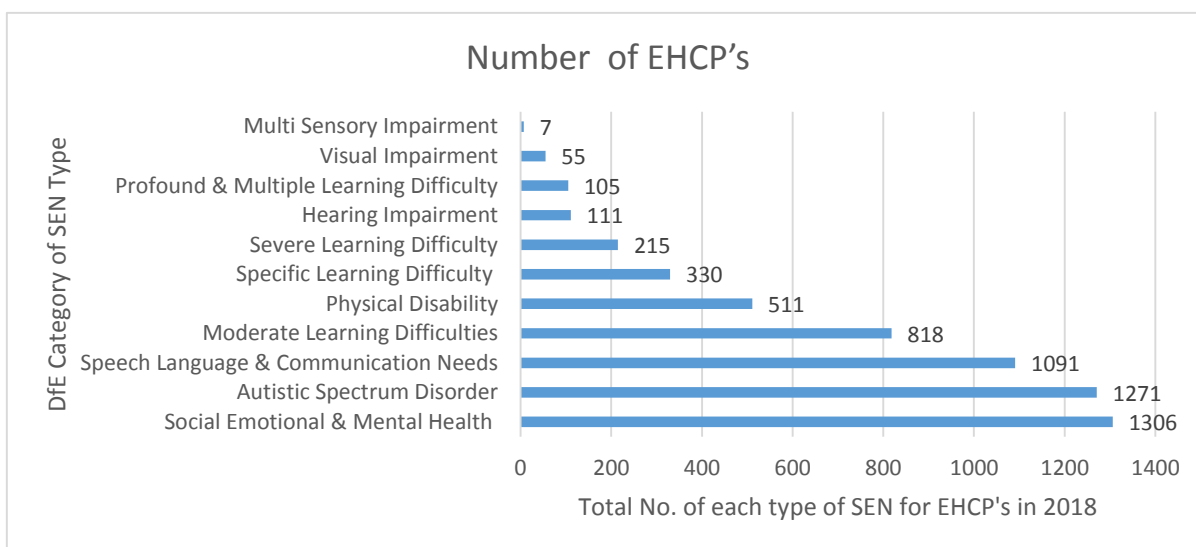 Number of EHCP’s
DfE Category of SEN Type
Multi Sensory Impairment 7
Visual Impairment 55
Profound & Multiple Learning Difficulty 105
Hearing Impairment 111
Severe Learning Difficulty 215
Specific Learning Difficulty 330
Physical Disability 511
Moderate Learning Difficulties 818
Speech Language & Communication Needs 1091
Autistic Spectrum Disorder 1271
Social Emotional & Mental Health 1306
0 200 400 600 800 1000 1200 1400
Total No. of each type of SEN for EHCP's in 2018